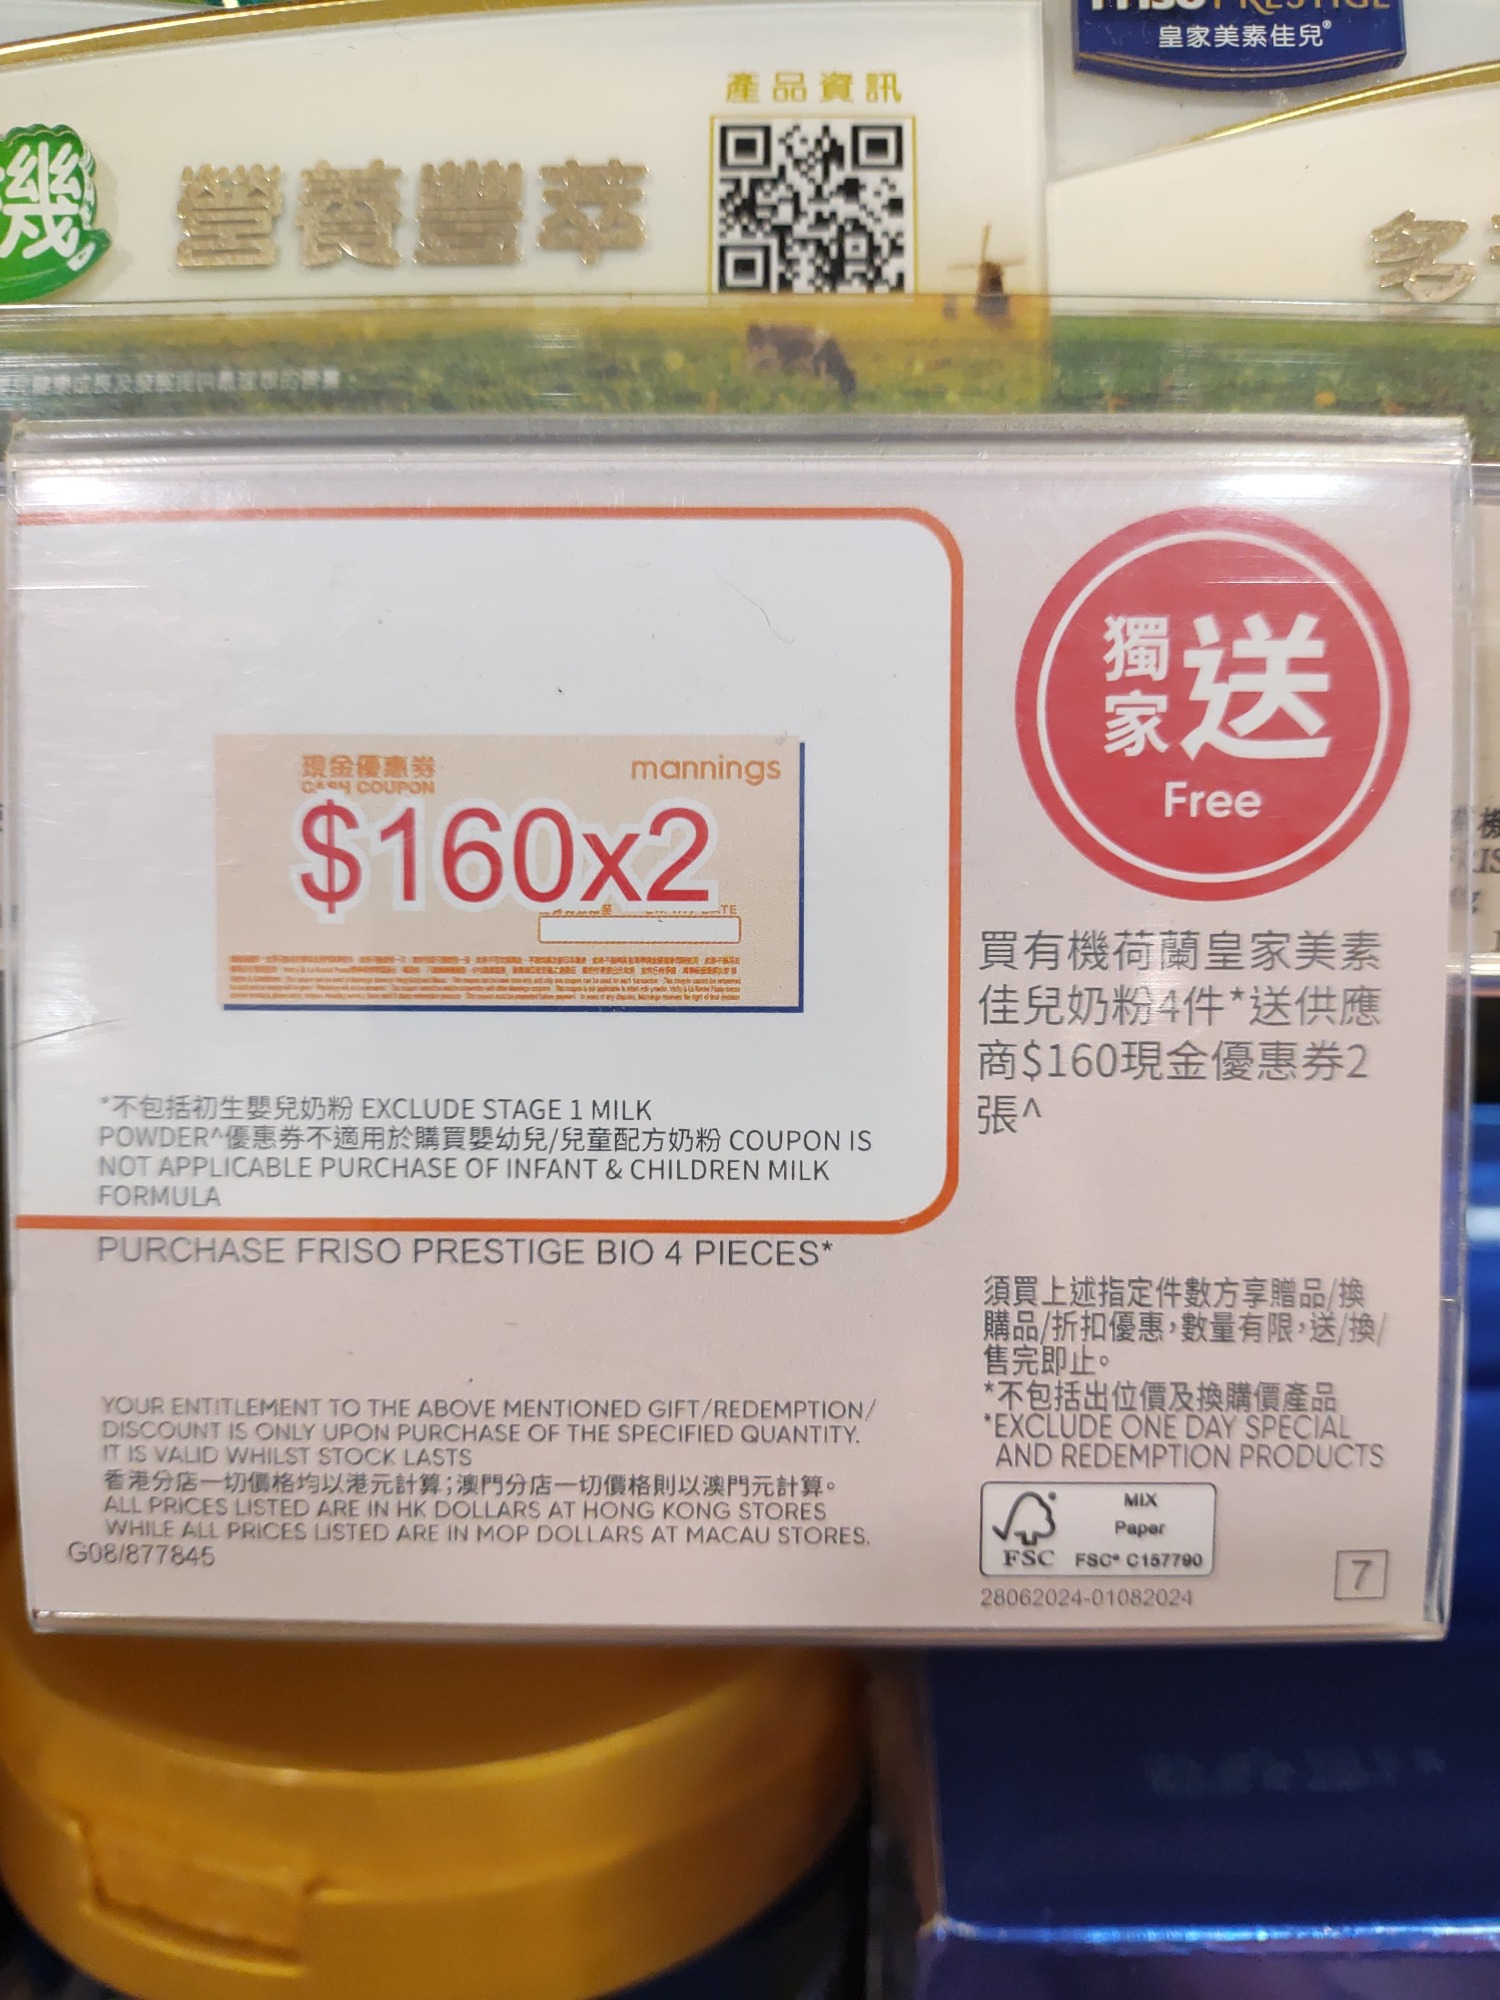 皇家美素佳兒®
產品資訊
機
營養豐萃
現金優惠券
mannings
CASH COUPON
$160x2
獨家
送
Free
買有機荷蘭皇家美素
佳兒奶粉4件*送供應
商$160現金優惠券2
張^
*不包括初生嬰兒奶粉 EXCLUDE STAGE 1 MILK
POWDER^優惠券不適用於購買嬰幼兒/兒童配方奶粉 COUPON IS
NOT APPLICABLE PURCHASE OF INFANT & CHILDREN MILK
FORMULA
PURCHASE FRISO PRESTIGE BIO 4 PIECES*
須買上述指定件數方享贈品/換
購品/折扣優惠，數量有限，送/換/
售完即止。
*不包括出位價及換購價產品
*EXCLUDE ONE DAY SPECIAL
AND REDEMPTION PRODUCTS
YOUR ENTITLEMENT TO THE ABOVE MENTIONED GIFT/REDEMPTION/
DISCOUNT IS ONLY UPON PURCHASE OF THE SPECIFIED QUANTITY.
IT IS VALID WHILST STOCK LASTS
香港分店一切價格均以港元計算；澳門分店一切價格則以澳門元計算。
ALL PRICES LISTED ARE IN HK DOLLARS AT HONG KONG STORES
WHILE ALL PRICES LISTED ARE IN MOP DOLLARS AT MACAU STORES.
G08/877845
MIX
Paper
FSC FSC® C157790
28062024-01082024
7